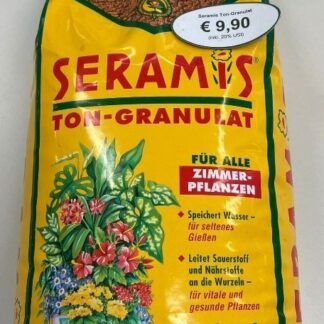 Seramis Ton-Granulat
€ 9,90
(inkl. 20% USt)
SERAMIS®
TON-GRANULAT
FÜR ALLE
ZIMMER-
PFLANZEN
Speichert Wasser –
für seltenes
Gießen
Leitet Sauerstoff
und Nährstoffe
an die Wurzeln –
für vitale und
gesunde Pflanzen